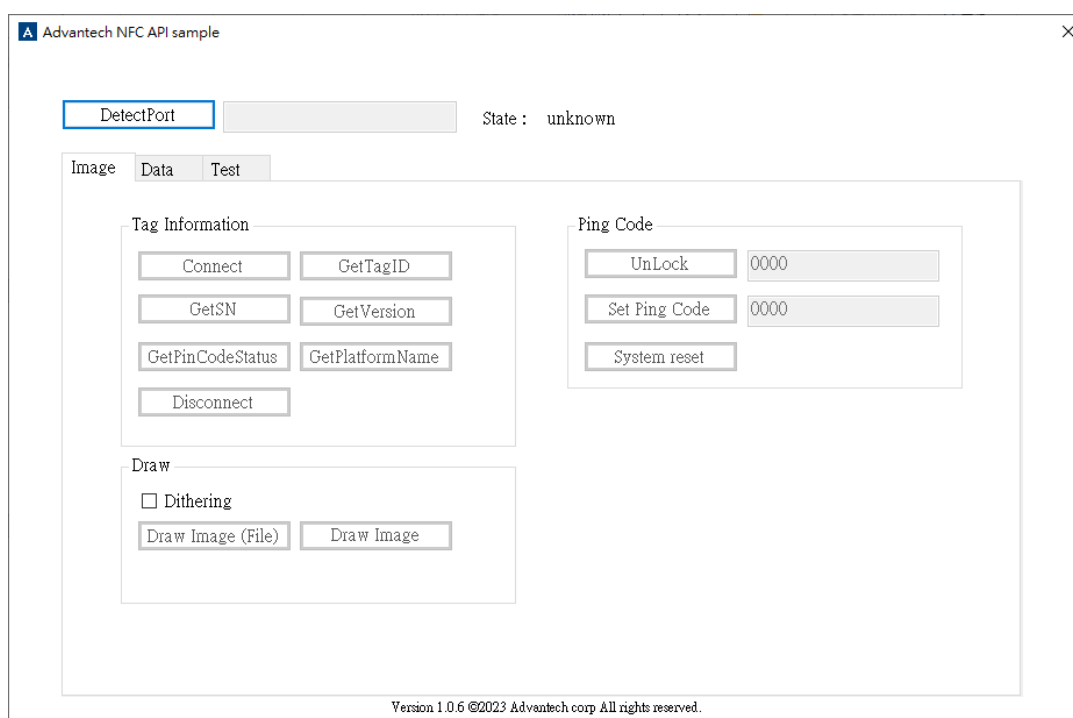 A Advantech NFC API sample
DetectPort State : unknown
Image Data Test
Tag Information
Connect GetTagID
GetSN GetVersion
GetPinCodeStatus GetPlatformName
Disconnect
Ping Code
UnLock 0000
Set Ping Code 0000
System reset
Draw
Dithering
Draw Image (File) Draw Image
Version 1.0.6 ©2023 Advantech corp All rights reserved.